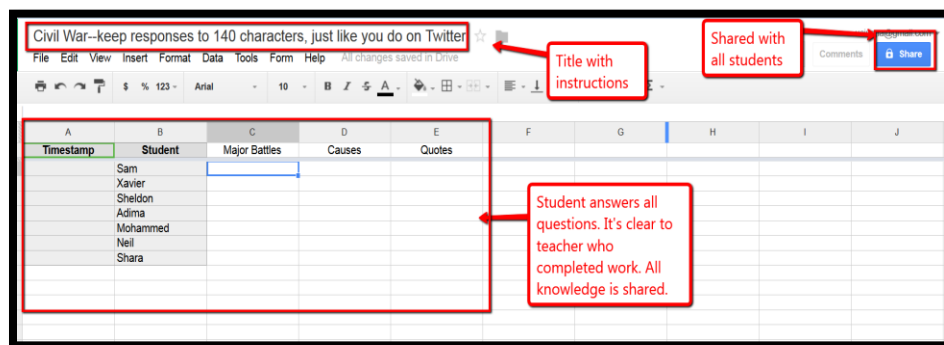 Civil War--keep responses to 140 characters, just like you do on Twitter
@gmail.com
File Edit View Insert Format Data Tools Form Help All changes saved in Drive
Comments Share
Title with
instructions
Shared with
all students
$ % 123 Arial 10 B I S A Σ
A B C D E F G H I J
Timestamp Student Major Battles Causes Quotes
Sam
Xavier
Sheldon
Adima
Mohammed
Neil
Shara
Student answers all
questions. It's clear to
teacher who
completed work. All
knowledge is shared.